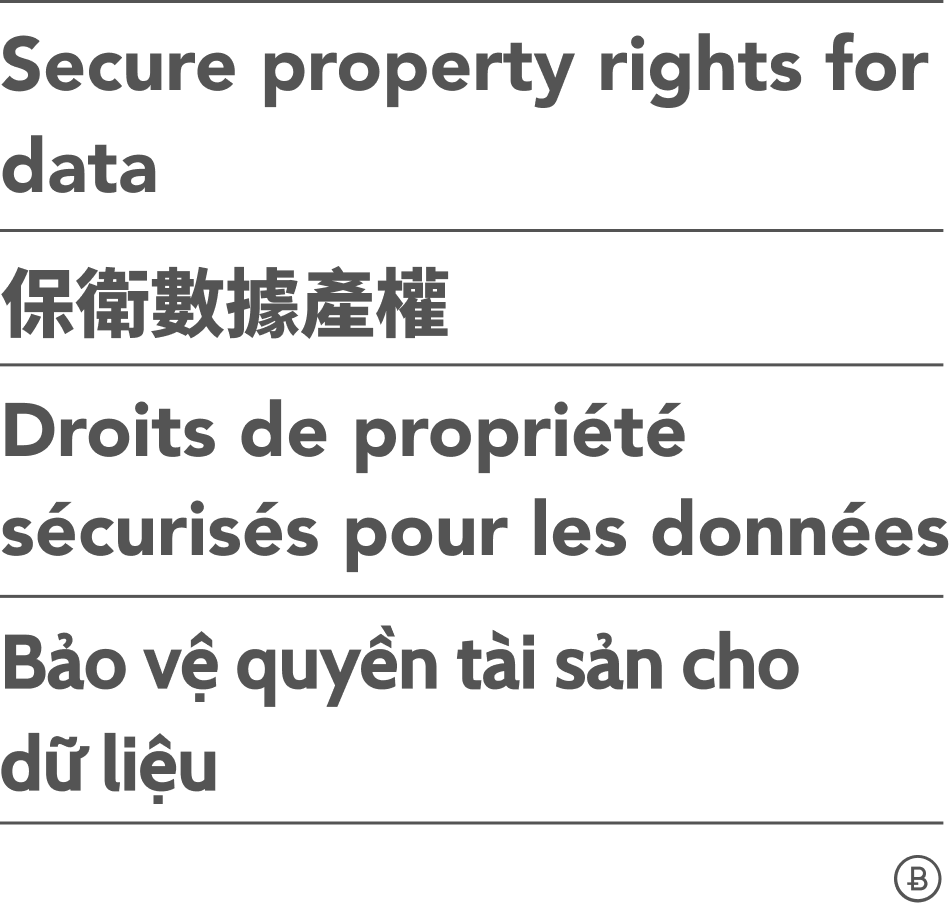 Secure property rights for
data
保衛數據產權
Droits de propriété
sécurisés pour les données
Bảo vệ quyền tài sản cho
dữ liệu
Ƀ